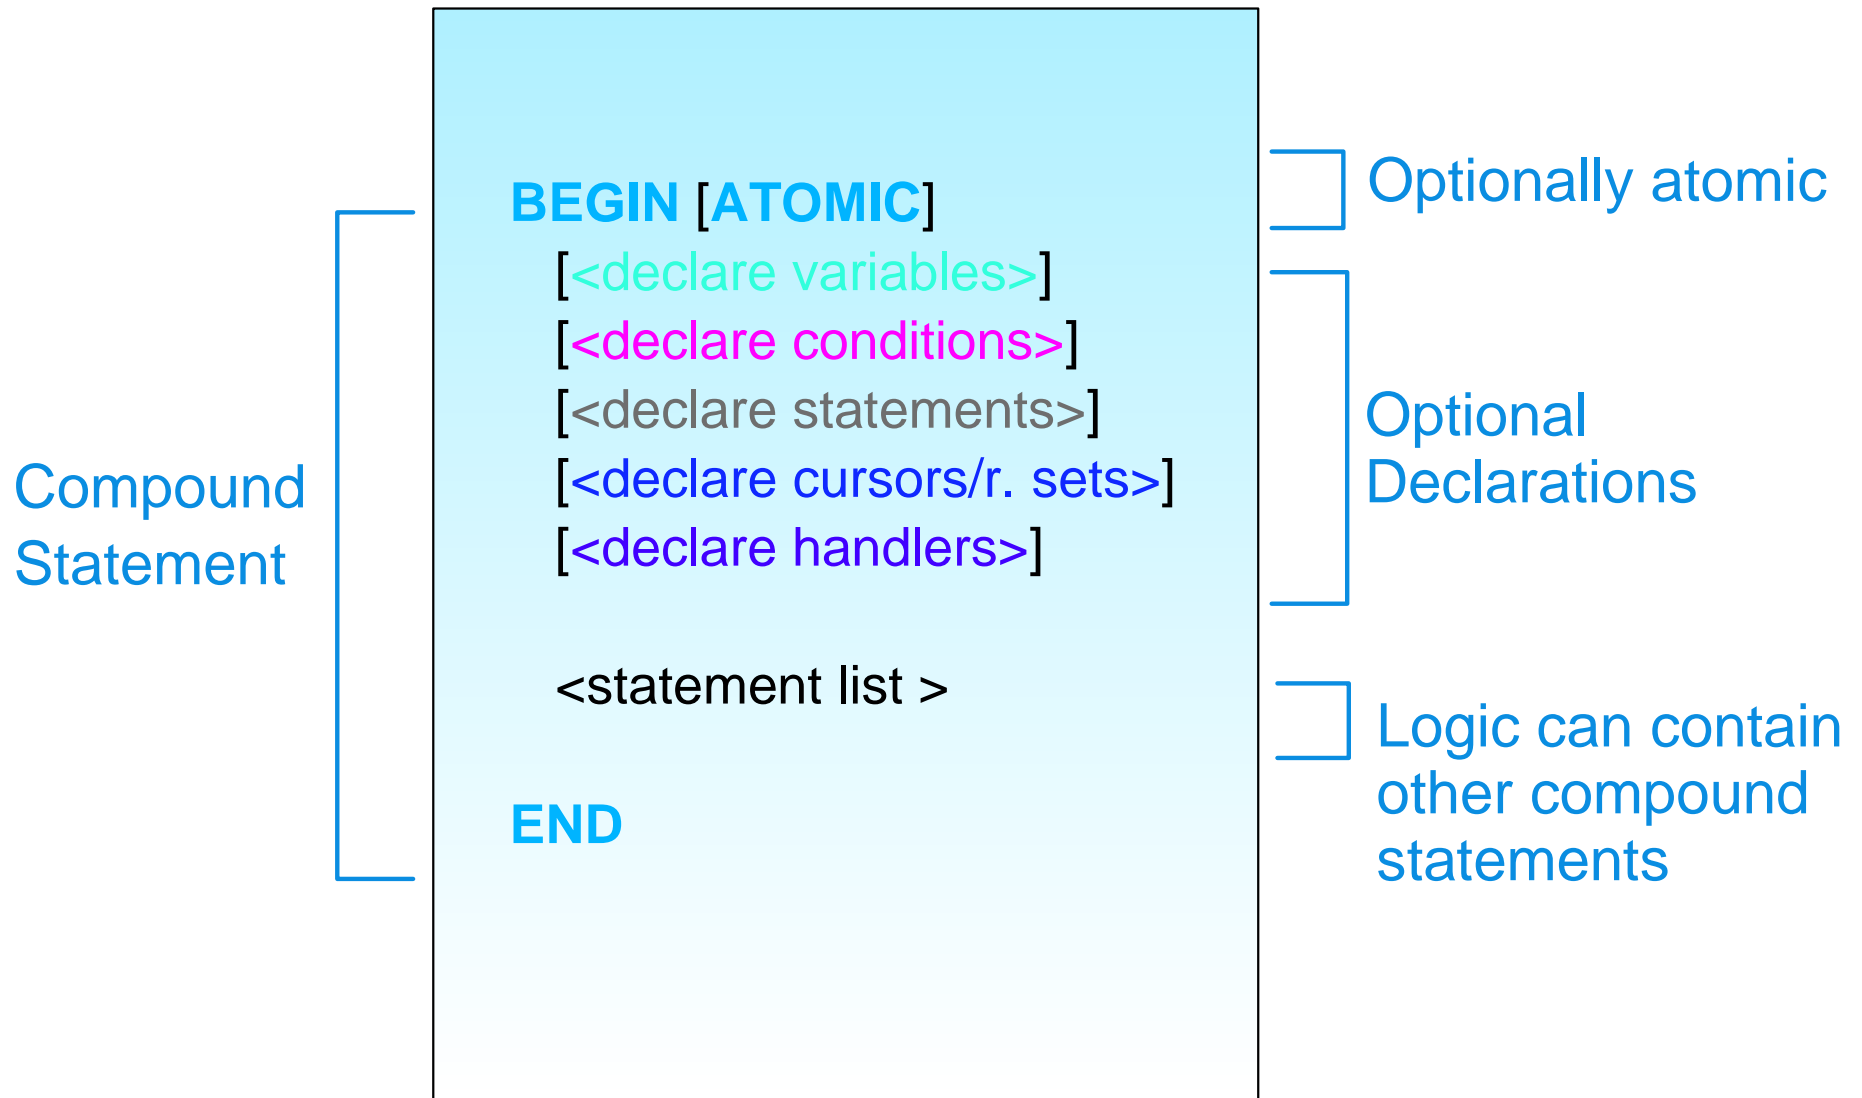 Compound
Statement
BEGIN [ATOMIC]
[<declare variables>]
[<declare conditions>]
[<declare statements>]
[<declare cursors/r. sets>]
[<declare handlers>]
<statement list >
END
Optionally atomic
Optional
Declarations
Logic can contain
other compound
statements